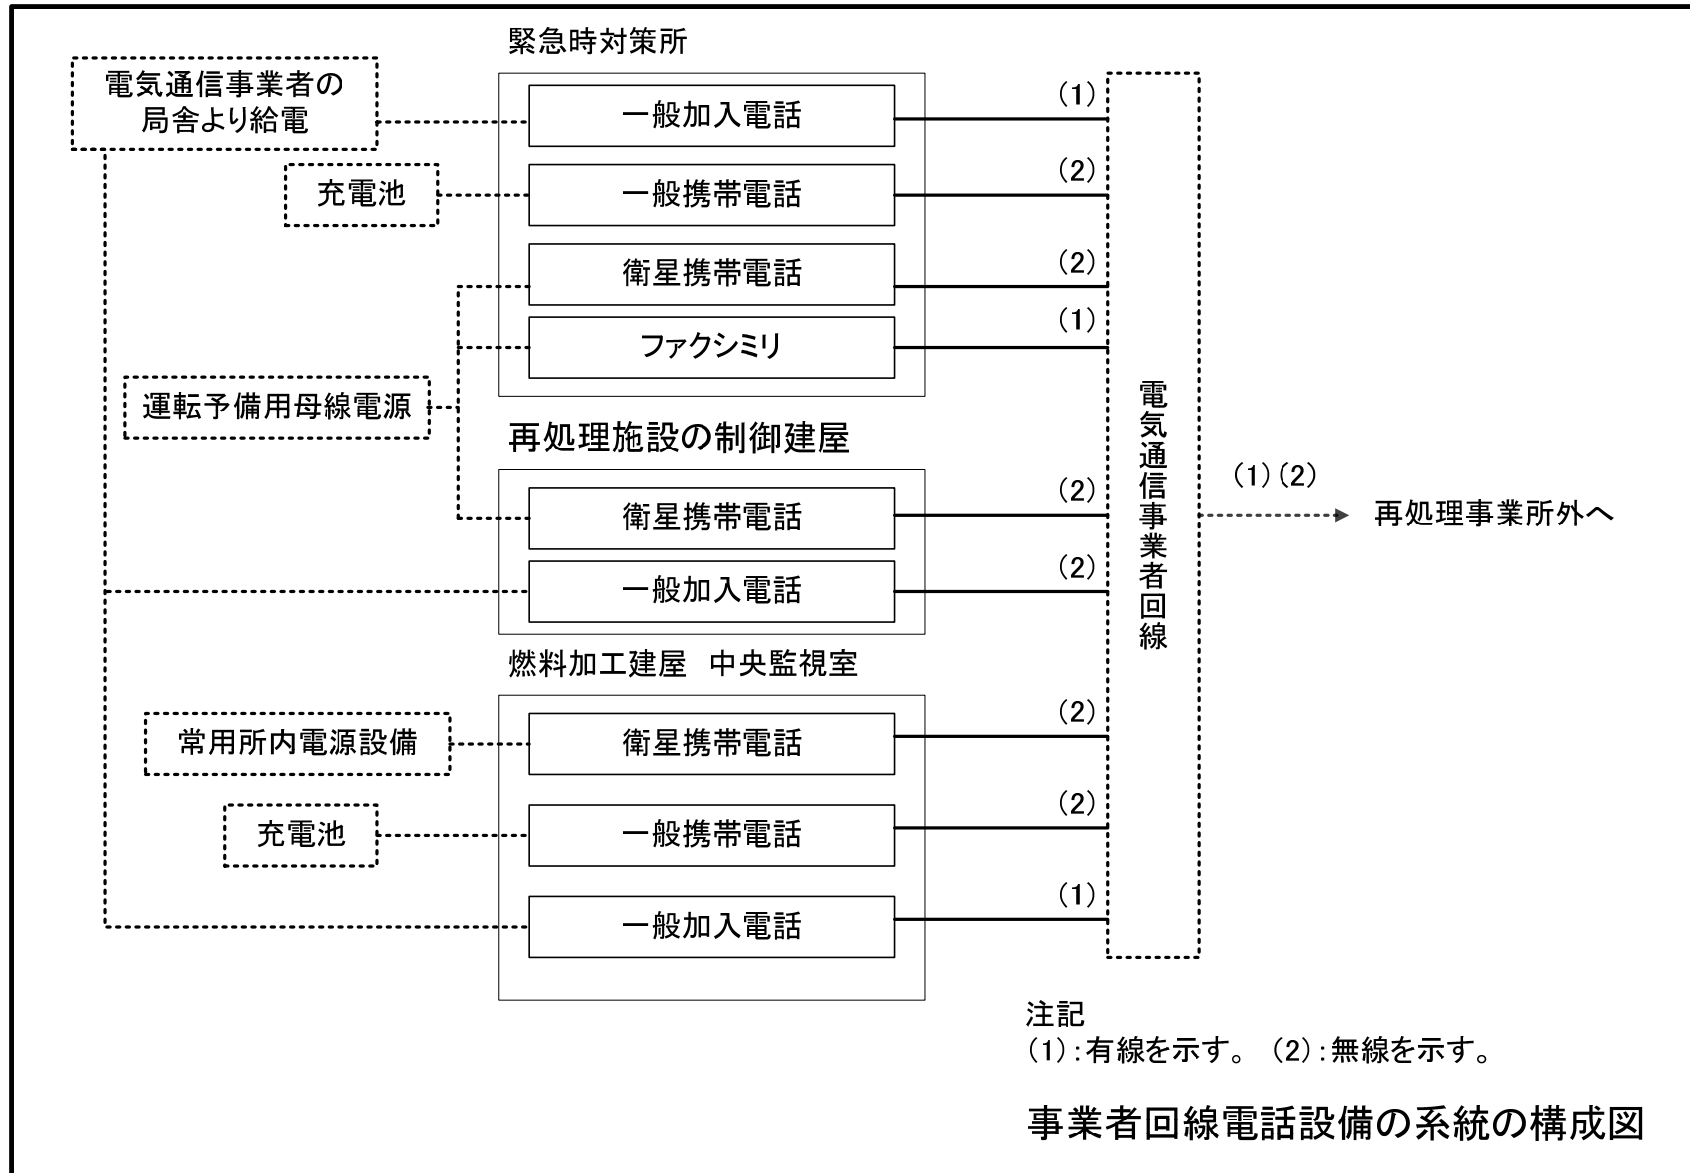 緊急時対策所
電気通信事業者の
局舎より給電
一般加入電話
(1)
充電池
一般携帯電話
(2)
衛星携帯電話
(2)
ファクシミリ
(1)
運転予備用母線電源
再処理施設の制御建屋
衛星携帯電話
(2)
一般加入電話
(2)
電気通信事業者回線
(1)(2)
再処理事業所外へ
燃料加工建屋　中央監視室
常用所内電源設備
衛星携帯電話
(2)
充電池
一般携帯電話
(2)
一般加入電話
(1)
注記
(1):有線を示す。 (2):無線を示す。
事業者回線電話設備の系統の構成図